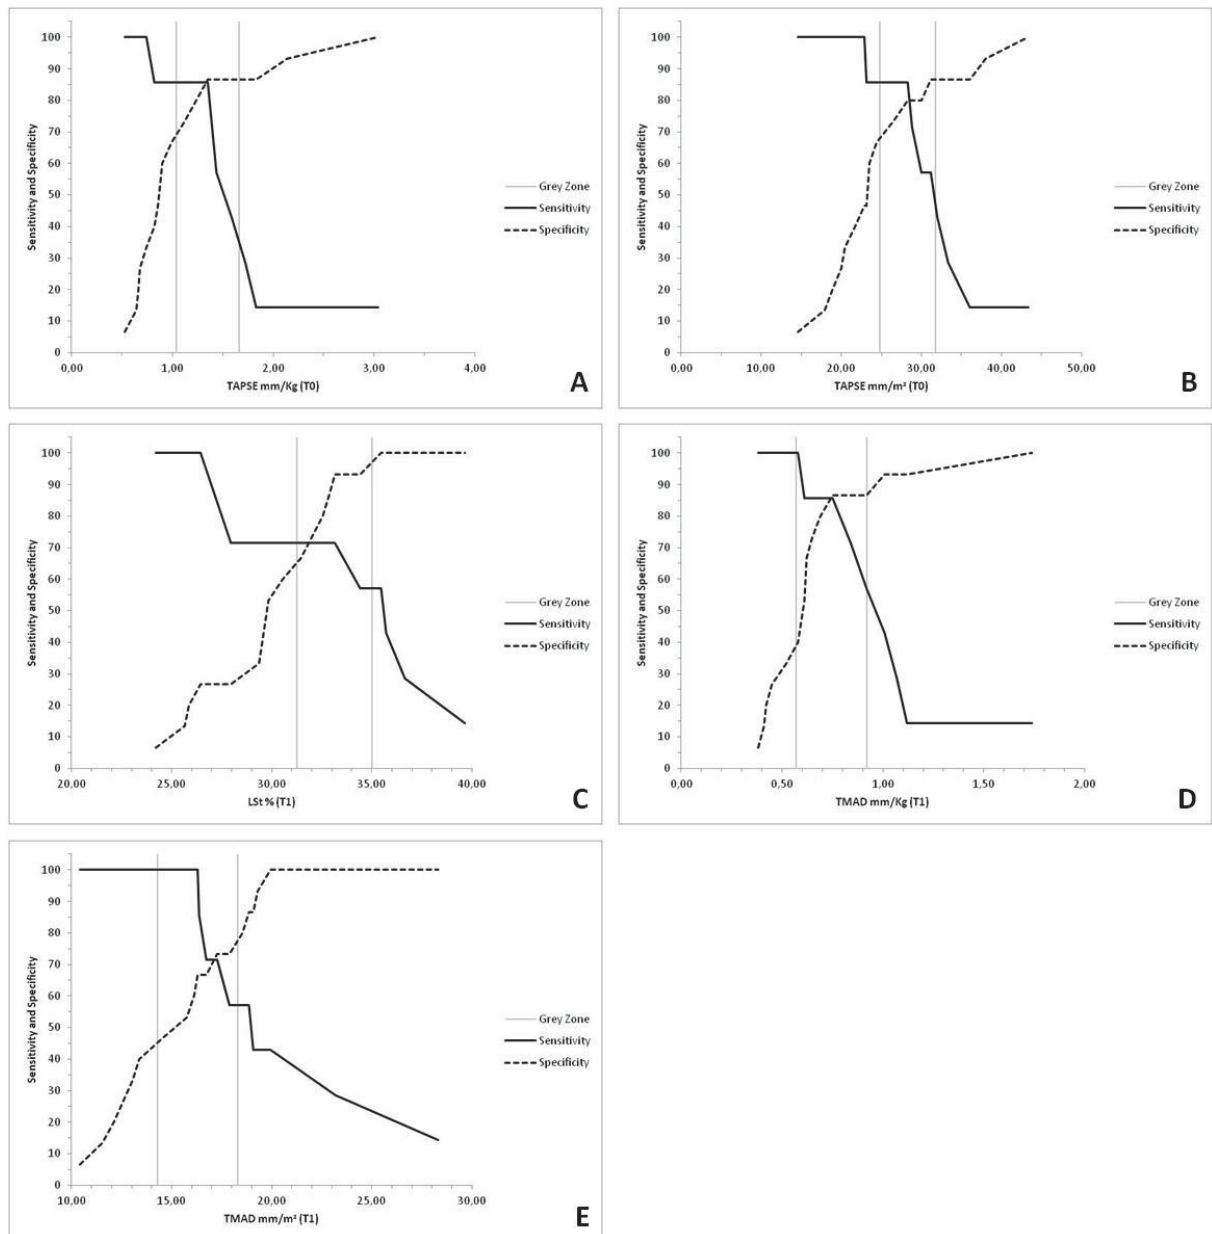 100
90
80
70
60
50
40
30
20
10
0
Sensitivity and Specificity
0,00 1,00 2,00 3,00 4,00
TAPSE mm/Kg (T0)
Grey Zone
Sensitivity
Specificity
A
100
90
80
70
60
50
40
30
20
10
0
Sensitivity and Specificity
0,00 10,00 20,00 30,00 40,00 50,00
TAPSE mm/m² (T0)
Grey Zone
Sensitivity
Specificity
B
100
90
80
70
60
50
40
30
20
10
0
Sensitivity and Specificity
20,00 25,00 30,00 35,00 40,00
LSt % (T1)
Grey Zone
Sensitivity
Specificity
C
100
90
80
70
60
50
40
30
20
10
0
Sensitivity and Specificity
0,00 0,50 1,00 1,50 2,00
TMAD mm/Kg (T1)
Grey Zone
Sensitivity
Specificity
D
100
90
80
70
60
50
40
30
20
10
0
Sensitivity and Specificity
10,00 15,00 20,00 25,00 30,00
TMAD mm/m² (T1)
Grey Zone
Sensitivity
Specificity
E